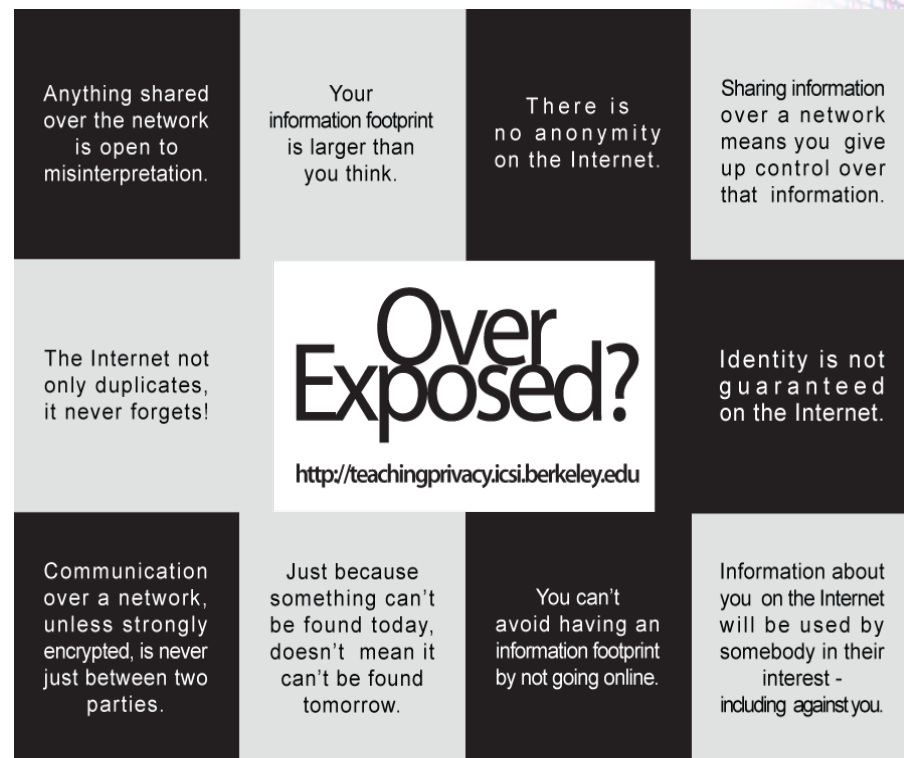 Anything shared
over the network
is open to
misinterpretation.
Your
information footprint
is larger than
you think.
There is
no anonymity
on the Internet.
Sharing information
over a network
means you give
up control over
that information.
The Internet not
only duplicates,
it never forgets!
Over
Exposed?
http://teachingprivacy.icsi.berkeley.edu
Identity is not
guaranteed
on the Internet.
Communication
over a network,
unless strongly
encrypted, is never
just between two
parties.
Just because
something can't
be found today,
doesn't mean it
can't be found
tomorrow.
You can't
avoid having an
information footprint
by not going online.
Information about
you on the Internet
will be used by
somebody in their
interest -
including against you.